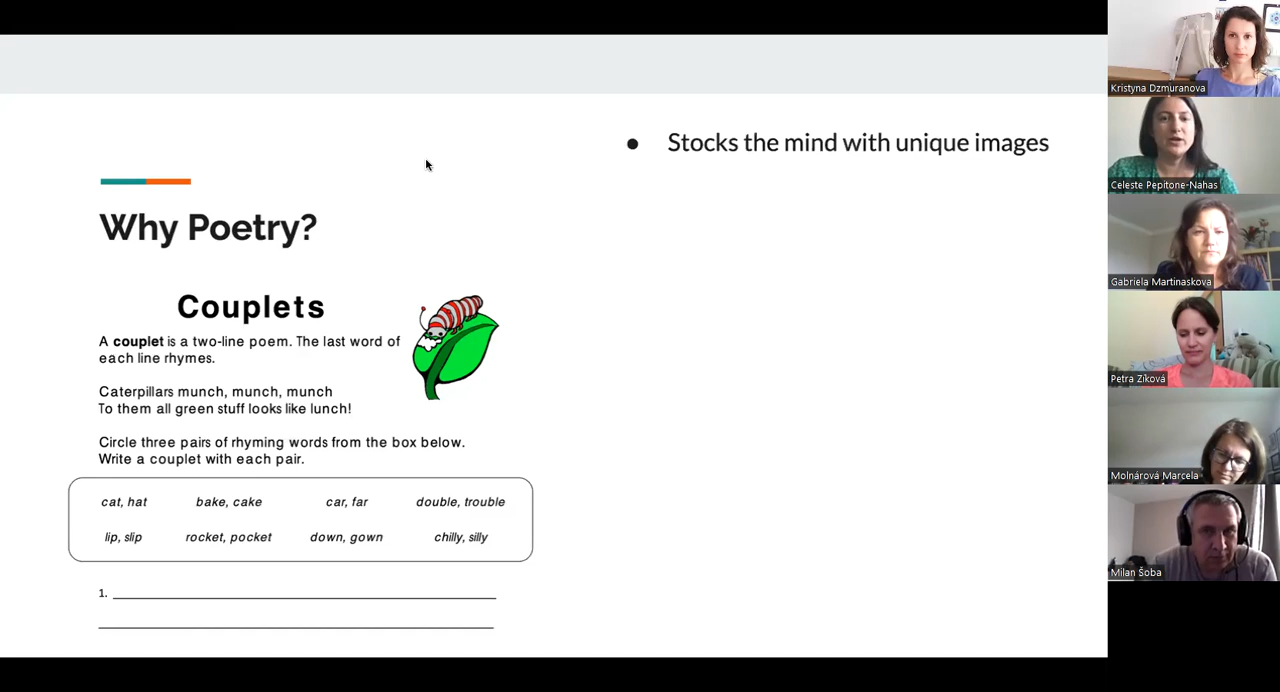 Why Poetry?
Couplets
A couplet is a two-line poem. The last word of
each line rhymes.
Caterpillars munch, munch, munch
To them all green stuff looks like lunch!
Circle three pairs of rhyming words from the box below.
Write a couplet with each pair.
cat, hat bake, cake car, far double, trouble
lip, slip rocket, pocket down, gown chilly, silly
1.
● Stocks the mind with unique images
Kristyna Dzmuranova
Celeste Pepitone-Nahas
Gabriela Martinaskova
Petra Zíková
Molnárová Marcela
Milan Šoba